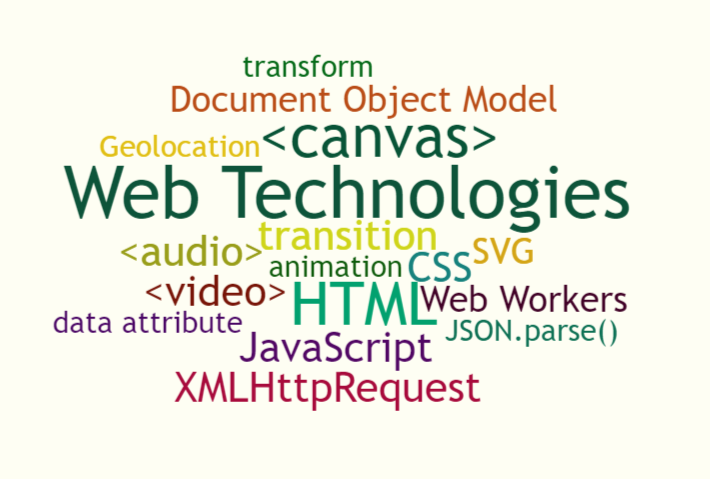 transform
Document Object Model
<canvas>
Geolocation
Web Technologies
transition
<audio>
SVG
animation
CSS
<video>
HTML
Web Workers
data attribute
JSON.parse()
JavaScript
XMLHttpRequest